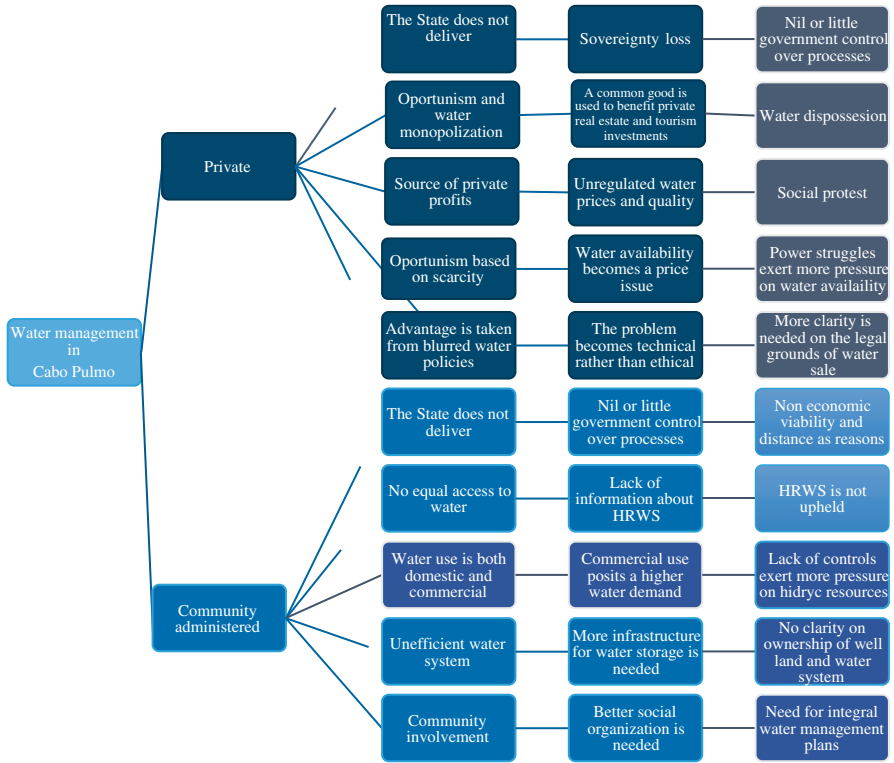 The State does not
deliver
Sovereignty loss
Nil or little
government control
over processes
Oportunism and
water
monopolization
A common good is
used to benefit private
real estate and tourism
investments
Water dispossesion
Private
Source of private
profits
Unregulated water
prices and quality
Social protest
Oportunism based
on scarcity
Water availability
becomes a price
issue
Power struggles
exert more pressure
on water availaility
Water management
in
Cabo Pulmo
Advantage is taken
from blurred water
policies
The problem
becomes technical
rather than ethical
More clarity is
needed on the legal
grounds of water
sale
The State does not
deliver
Nil or little
government control
over processes
Non economic
viability and
distance as reasons
No equal access to
water
Lack of
information about
HRWS
HRWS is not
upheld
Water use is both
domestic and
commercial
Commercial use
posits a higher
water demand
Lack of controls
exert more pressure
on hidryc resources
Community
administered
Unefficient water
system
More infrastructure
for water storage is
needed
No clarity on
ownership of well
land and water
system
Community
involvement
Better social
organization is
needed
Need for integral
water management
plans